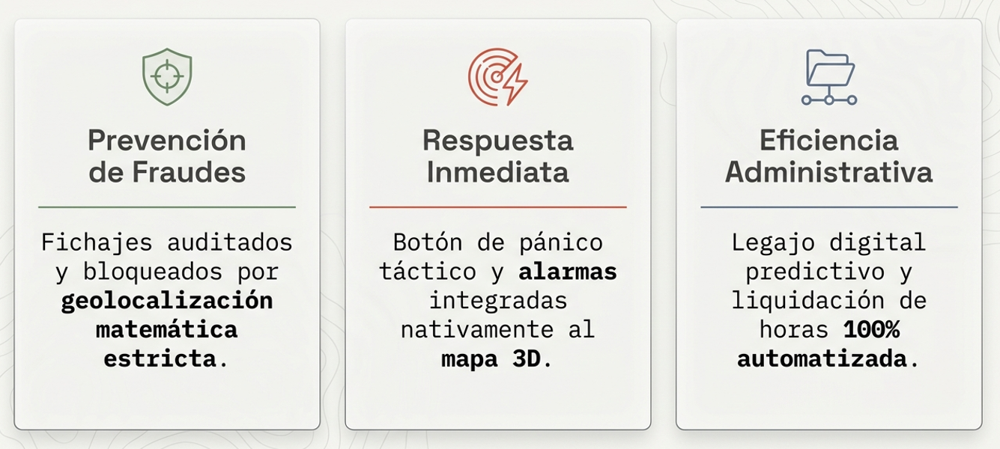 Prevención
de Fraudes
Fichajes auditados
y bloqueados por
geolocalización
matemática
estricta.
Respuesta
Inmediata
Botón de pánico
táctico y alarmas
integradas
nativamente al
mapa 3D.
Eficiencia
Administrativa
Legajo digital
predictivo y
liquidación de
horas 100%
automatizada.